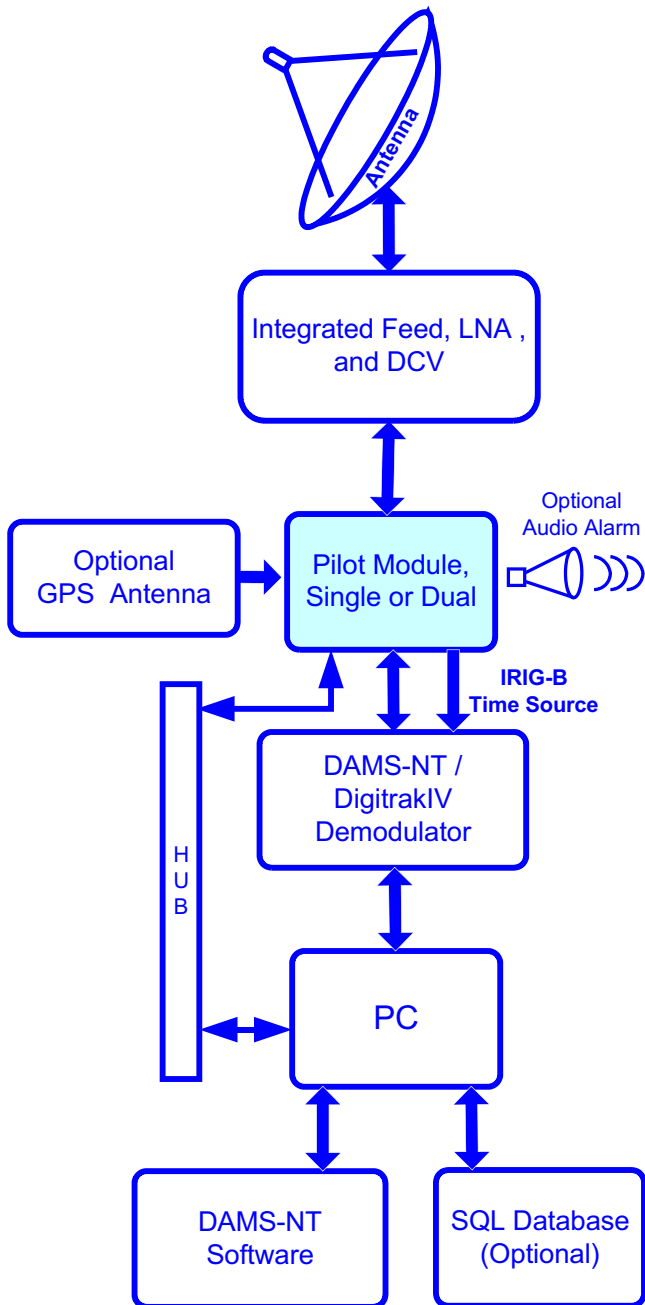 Antenna
Integrated Feed, LNA ,
and DCV
Optional
Audio Alarm
Optional
GPS Antenna
Pilot Module,
Single or Dual
IRIG-B
Time Source
DAMS-NT /
DigitrakIV
Demodulator
H
U
B
PC
DAMS-NT
Software
SQL Database
(Optional)